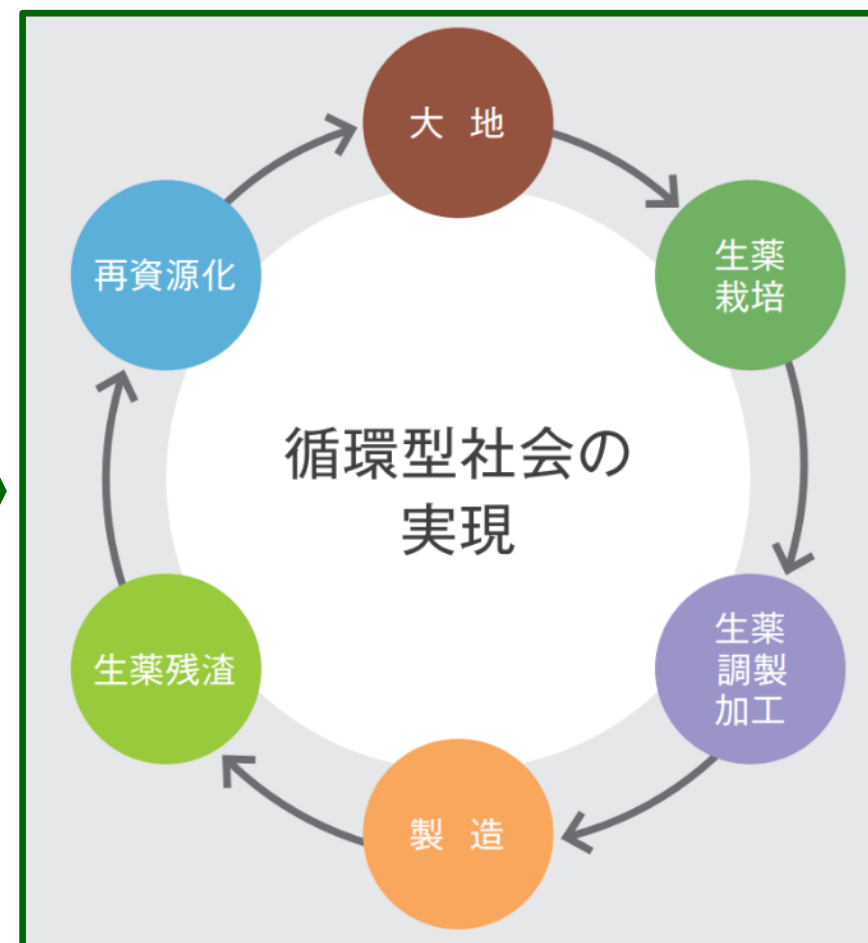 大 地
生薬
栽培
生薬
調製
加工
製 造
生薬残渣
再資源化
循環型社会の
実現